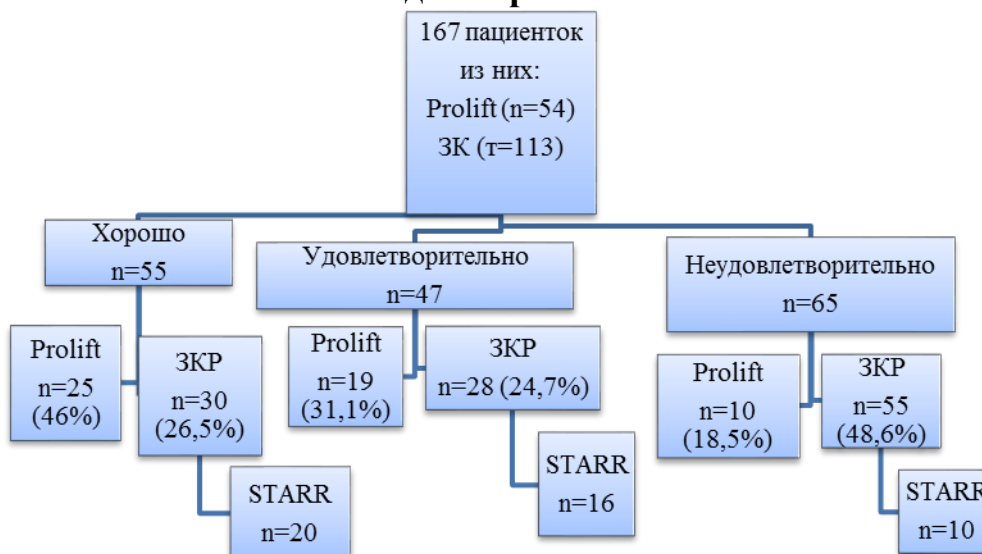 167 пациенток
из них:
Prolift (n=54)
ЗК (т=113)
Хорошо
n=55
Удовлетворительно
n=47
Неудовлетворительно
n=65
Prolift
n=25
(46%)
ЗКР
n=30
(26,5%)
Prolift
n=19
(31,1%)
ЗКР
n=28 (24,7%)
Prolift
n=10
(18,5%)
ЗКР
n=55
(48,6%)
STARR
n=20
STARR
n=16
STARR
n=10